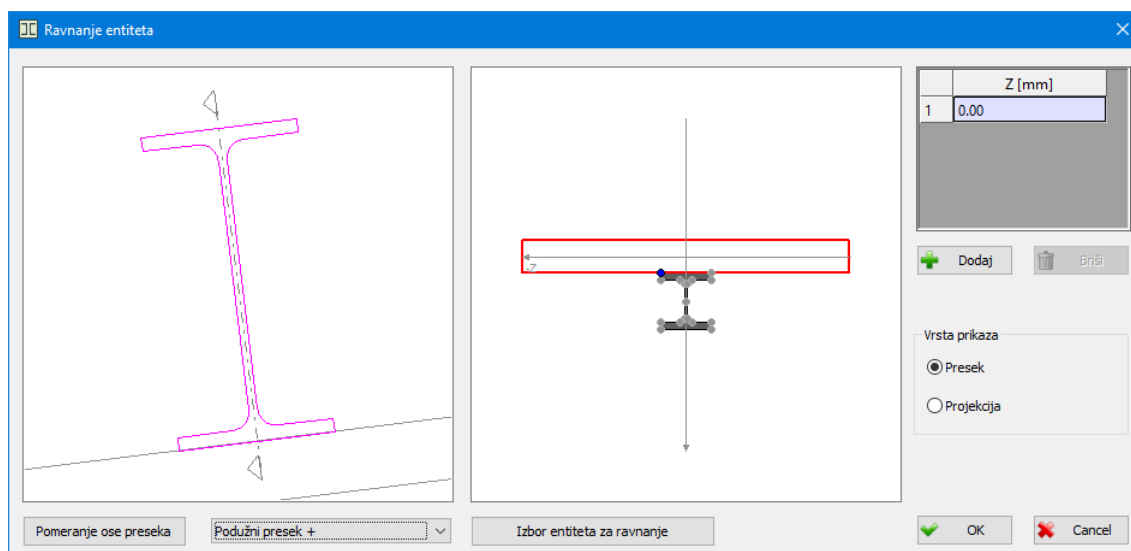 Ravnanje entiteta
Z [mm]
1 0.00
-Z
Dodaj Briši
Vrsta prikaza
Presek
Projekcija
Pomeranje ose preseka Podužni presek + Izbor entiteta za ravnanje OK Cancel